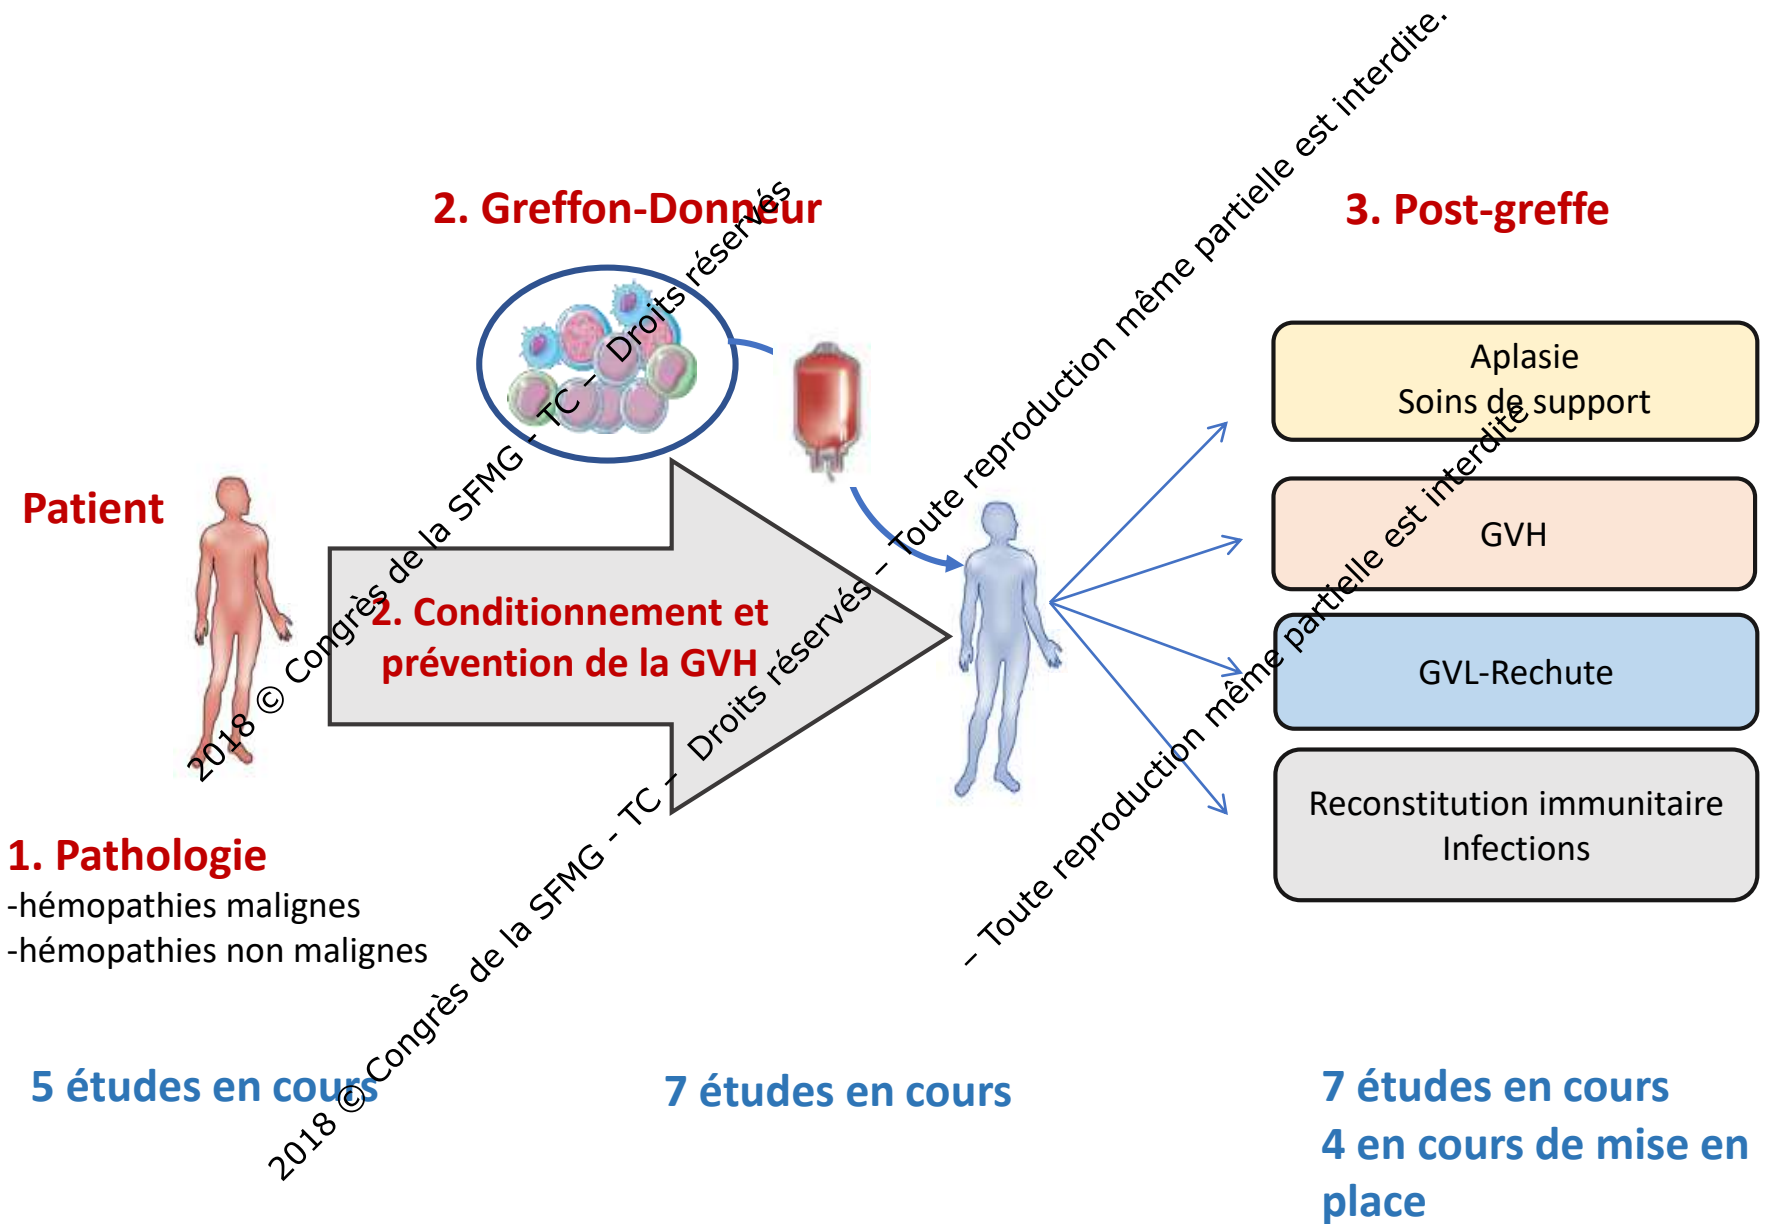 2. Greffon-Donneur
3. Post-greffe
Aplasie
Soins de support
Patient
GVH
2. Conditionnement et
prévention de la GVH
GVL-Rechute
Reconstitution immunitaire
Infections
1. Pathologie
-hémopathies malignes
-hémopathies non malignes
5 études en cours
7 études en cours
7 études en cours
4 en cours de mise en
place
2018 © Congrès de la SFMG - TC – Droits réservés
– Toute reproduction même partielle est interdite
2018 © Congrès de la SFMG - TC – Droits réservés – Toute reproduction même partielle est interdite.